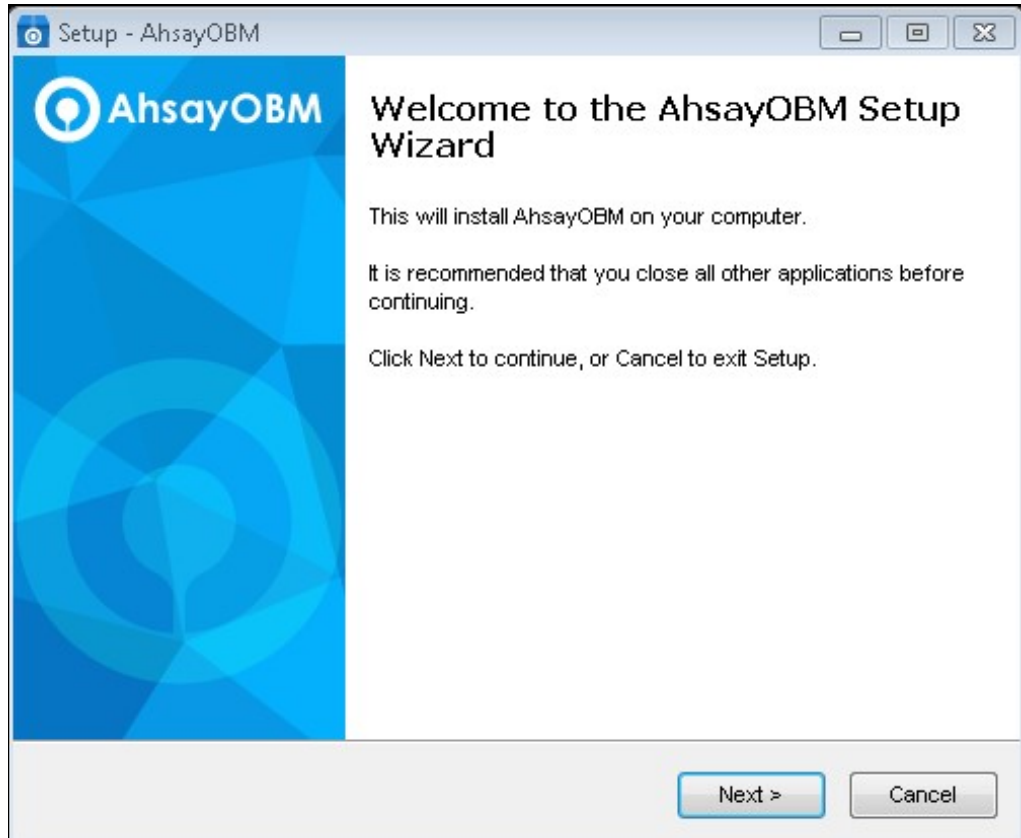 Setup - AhsayOBM
AhsayOBM
Welcome to the AhsayOBM Setup
Wizard
This will install AhsayOBM on your computer.
It is recommended that you close all other applications before
continuing.
Click Next to continue, or Cancel to exit Setup.
Next >
Cancel